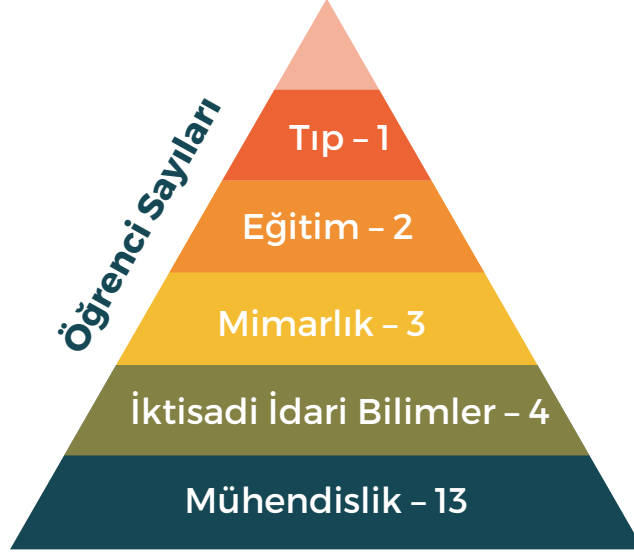 Öğrenci Sayıları
Tıp – 1
Eğitim – 2
Mimarlık – 3
İktisadi İdari Bilimler – 4
Mühendislik – 13